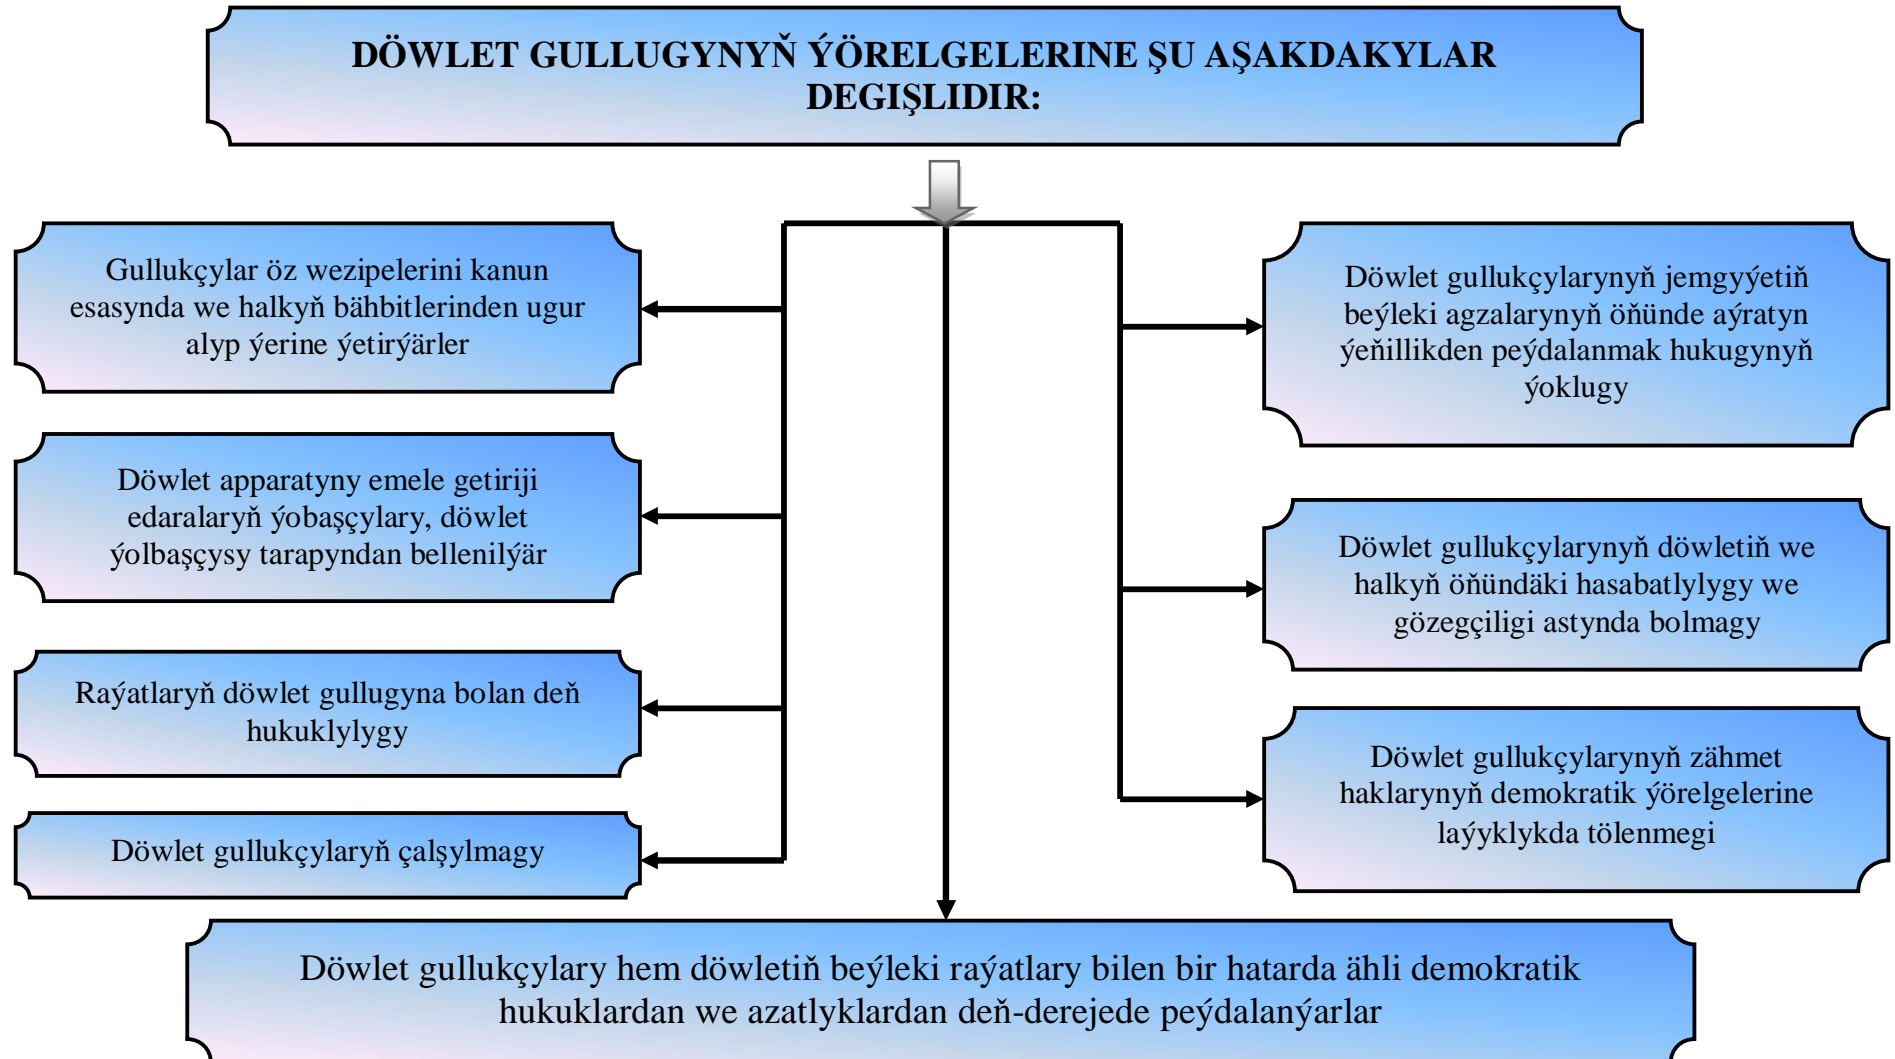 DÖWLET GULLUGYNYŇ ÝÖRELGELERINE ŞU AŞAKDAKYLAR
DEGIŞLIDIR:
Gullukçylar öz wezipelerini kanun
esasynda we halkyň bähbitlerinden ugur
alyp ýerine ýetirýärler
Döwlet apparatyny emele getiriji
edaralaryň ýobaşçylary, döwlet
ýolbaşçysy tarapyndan bellenilýär
Raýatlaryň döwlet gullugyna bolan deň
hukuklylygy
Döwlet gullukçylaryň çalşylmagy
Döwlet gullukçylarynyň jemgyýetiň
beýleki agzalarynyň öňünde aýratyn
ýeňillikden peýdalanmak hukugynyň
ýoklugy
Döwlet gullukçylarynyň döwletiň we
halkyň öňündäki hasabatlylygy we
gözegçiligi astynda bolmagy
Döwlet gullukçylarynyň zähmet
haklarynyň demokratik ýörelgelerine
laýyklykda tölenmegi
Döwlet gullukçylary hem döwletiň beýleki raýatlary bilen bir hatarda ähli demokratik
hukuklardan we azatlyklardan deň-derejede peýdalanýarlar